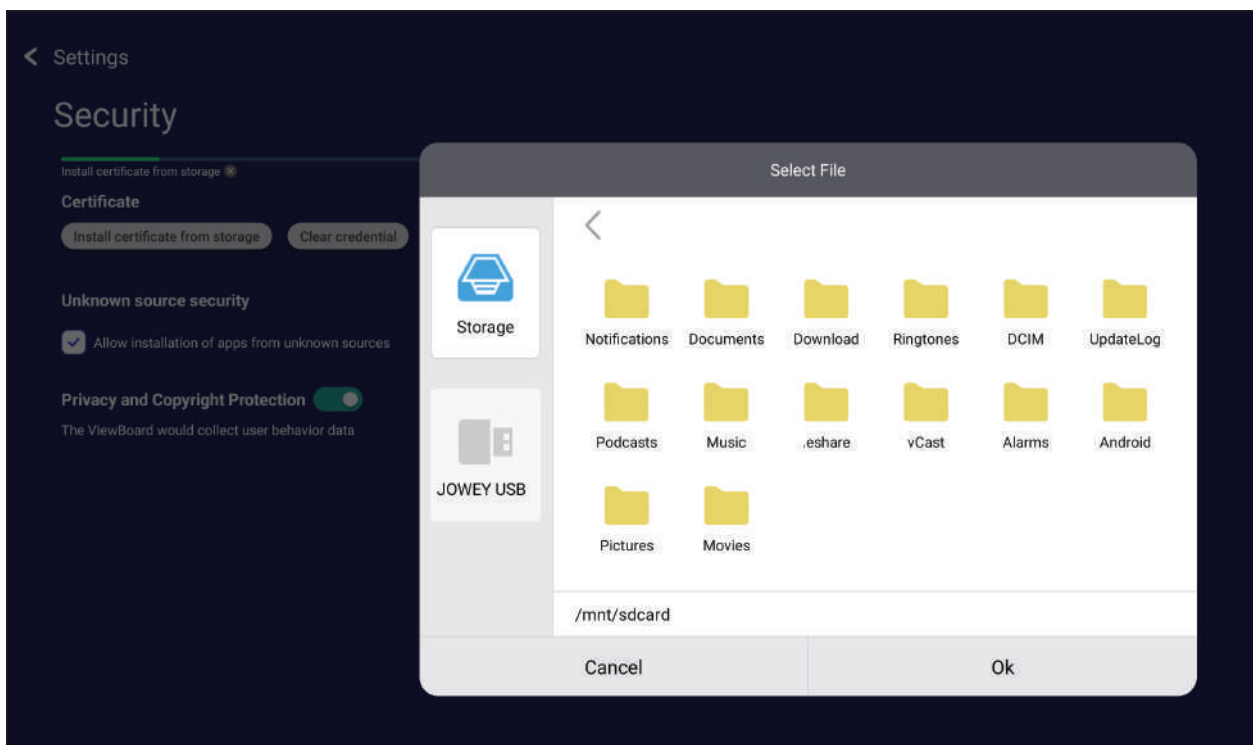 Settings
Security
Install certificate from storage
Certificate
Install certificate from storage Clear credential
Unknown source security
Allow installation of apps from unknown sources
Privacy and Copyright Protection
The ViewBoard would collect user behavior data
Select File
Storage
JOWEY USB
Notifications Documents Download Ringtones DCIM UpdateLog
Podcasts Music .eshare vCast Alarms Android
Pictures Movies
/mnt/sdcard
Cancel Ok